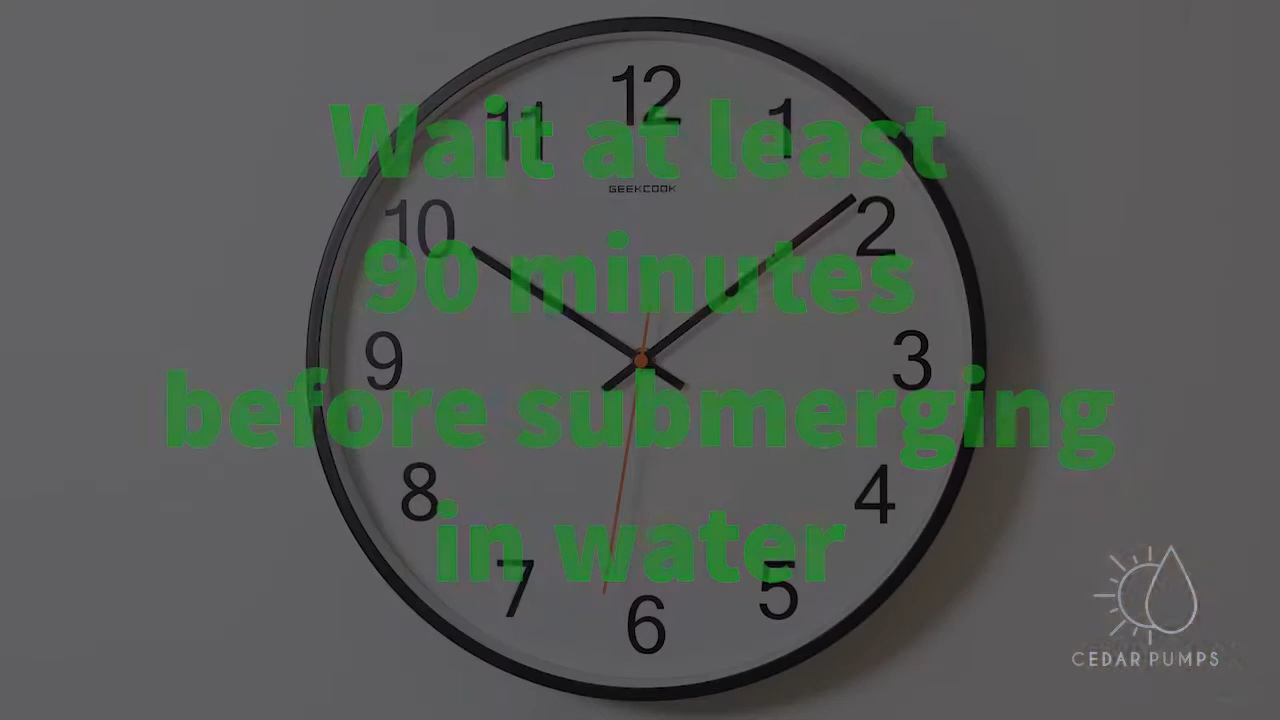 Wait at least
90 minutes
before submerging
in water
12
1
2
3
4
5
6
7
8
9
10
11
GEEKCOOK
CEDAR PUMPS